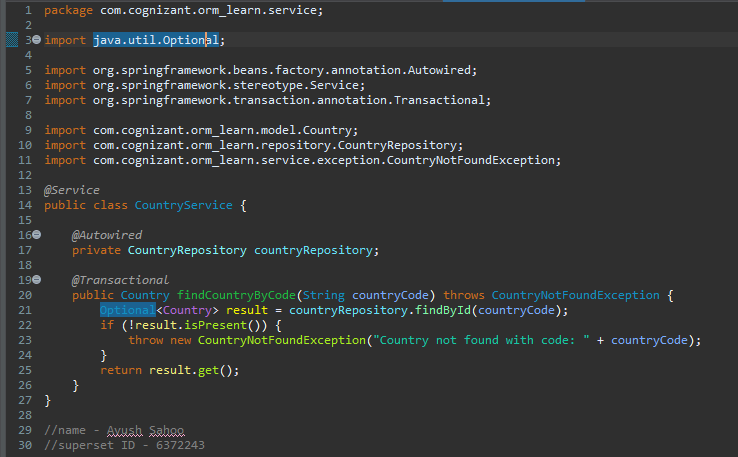 1 package com.cognizant.orm_learn.service;
2
3 import java.util.Optional;
4
5 import org.springframework.beans.factory.annotation.Autowired;
6 import org.springframework.stereotype.Service;
7 import org.springframework.transaction.annotation.Transactional;
8
9 import com.cognizant.orm_learn.model.Country;
10 import com.cognizant.orm_learn.repository.CountryRepository;
11 import com.cognizant.orm_learn.service.exception.CountryNotFoundException;
12
13 @Service
14 public class CountryService {
15
16     @Autowired
17     private CountryRepository countryRepository;
18
19     @Transactional
20     public Country findCountryByCode(String countryCode) throws CountryNotFoundException {
21         Optional<Country> result = countryRepository.findById(countryCode);
22         if (!result.isPresent()) {
23             throw new CountryNotFoundException("Country not found with code: " + countryCode);
24         }
25         return result.get();
26     }
27 }
28
29 //name - Ayush Sahoo
30 //superset ID - 6372243